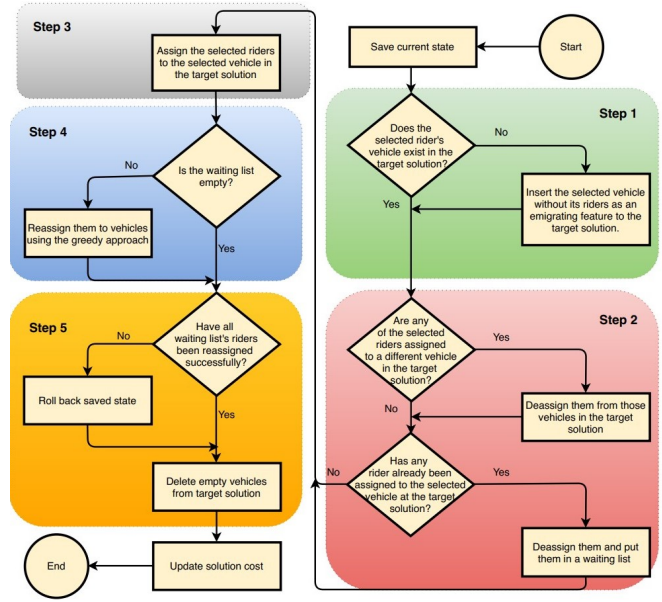 Start
Save current state
Step 1
Does the
selected rider's
vehicle exist in the
target solution?
No
Yes
Insert the selected vehicle
without its riders as an
emigrating feature to the
target solution.
Step 2
Are any
of the selected
riders assigned
to a different vehicle
in the target
solution?
Yes
No
Deassign them from those
vehicles in the target
solution
Has any
rider already been
assigned to the selected
vehicle at the target
solution?
No
Yes
Deassign them and put
them in a waiting list
Step 3
Assign the selected riders
to the selected vehicle in
the target solution
Step 4
Is the waiting list
empty?
No
Yes
Reassign them to vehicles
using the greedy approach
Step 5
Have all
waiting list's riders
been reassigned
successfully?
No
Yes
Roll back saved state
Delete empty vehicles
from target solution
Update solution cost
End